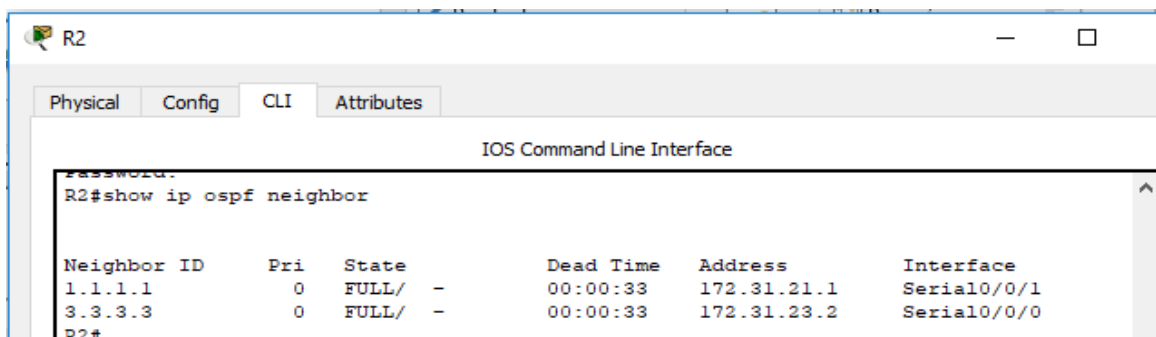 R2
Physical Config CLI Attributes
IOS Command Line Interface
Password:
R2#show ip ospf neighbor
Neighbor ID Pri State Dead Time Address Interface
1.1.1.1 0 FULL/ - 00:00:33 172.31.21.1 Serial0/0/1
3.3.3.3 0 FULL/ - 00:00:33 172.31.23.2 Serial0/0/0
R2#